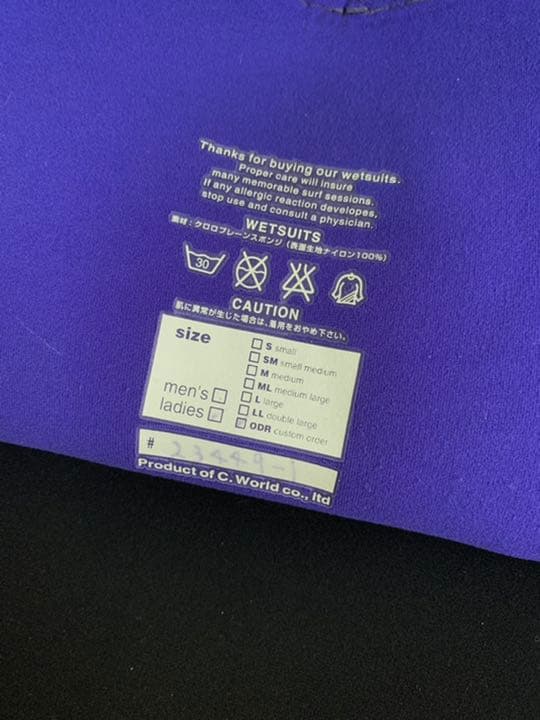 Thanks for buying our wetsuits.
Proper care will insure
many memorable surf sessions.
If any allergic reaction developes,
stop use and consult a physician.
WETSUITS
素材：クロロプレーンスポンジ（表面生地ナイロン100%）
30
CAUTION
肌に異常が生じた場合は、着用をおやめ下さい。
size
S small
SM small medium
M medium
ML medium large
L large
LL double large
ODR custom order
men's
ladies
# 23449-1
Product of C. World co., ltd